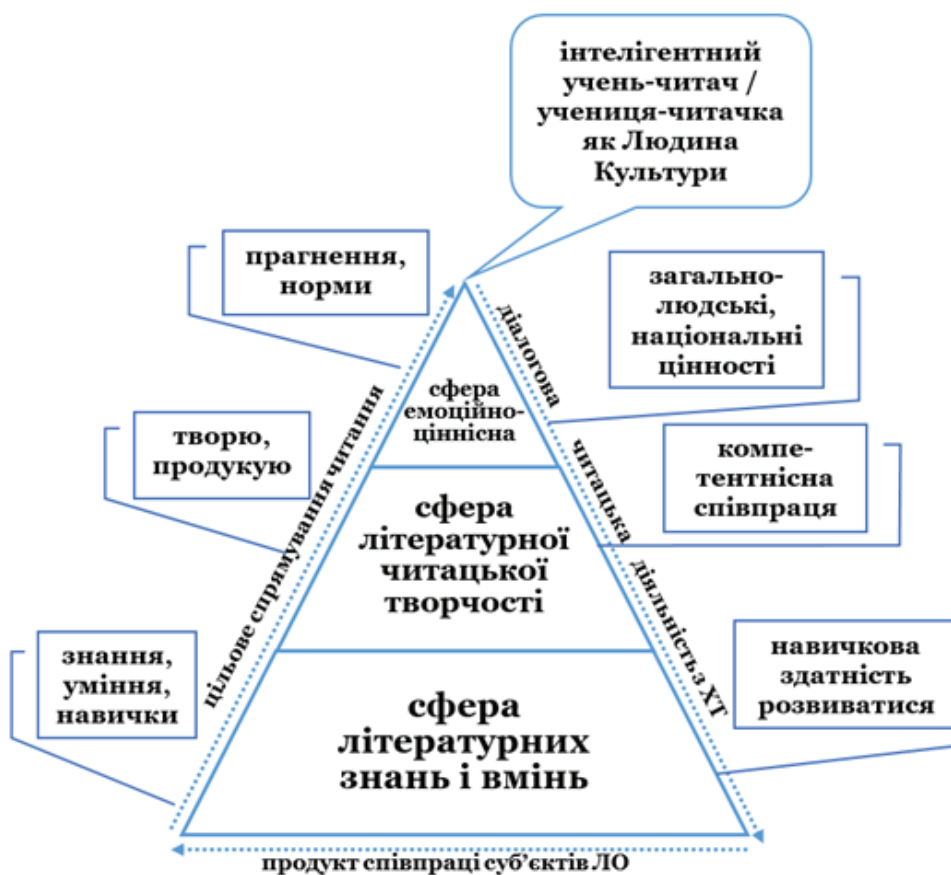 інтелігентний
учень-читач /
учениця-читачка
як Людина
Культури
прагнення,
норми
загально-
людські,
національні
цінності
творю,
продукую
компе-
тентнісна
співпраця
знання,
уміння,
навички
навичкова
здатність
розвиватися
цільове спрямування читання
діалогова читацька діяльність з ХТ
сфера
емоційно-
ціннісна
сфера
літературної
читацької
творчості
сфера
літературних
знань і вмінь
продукт співпраці суб’єктів ЛО